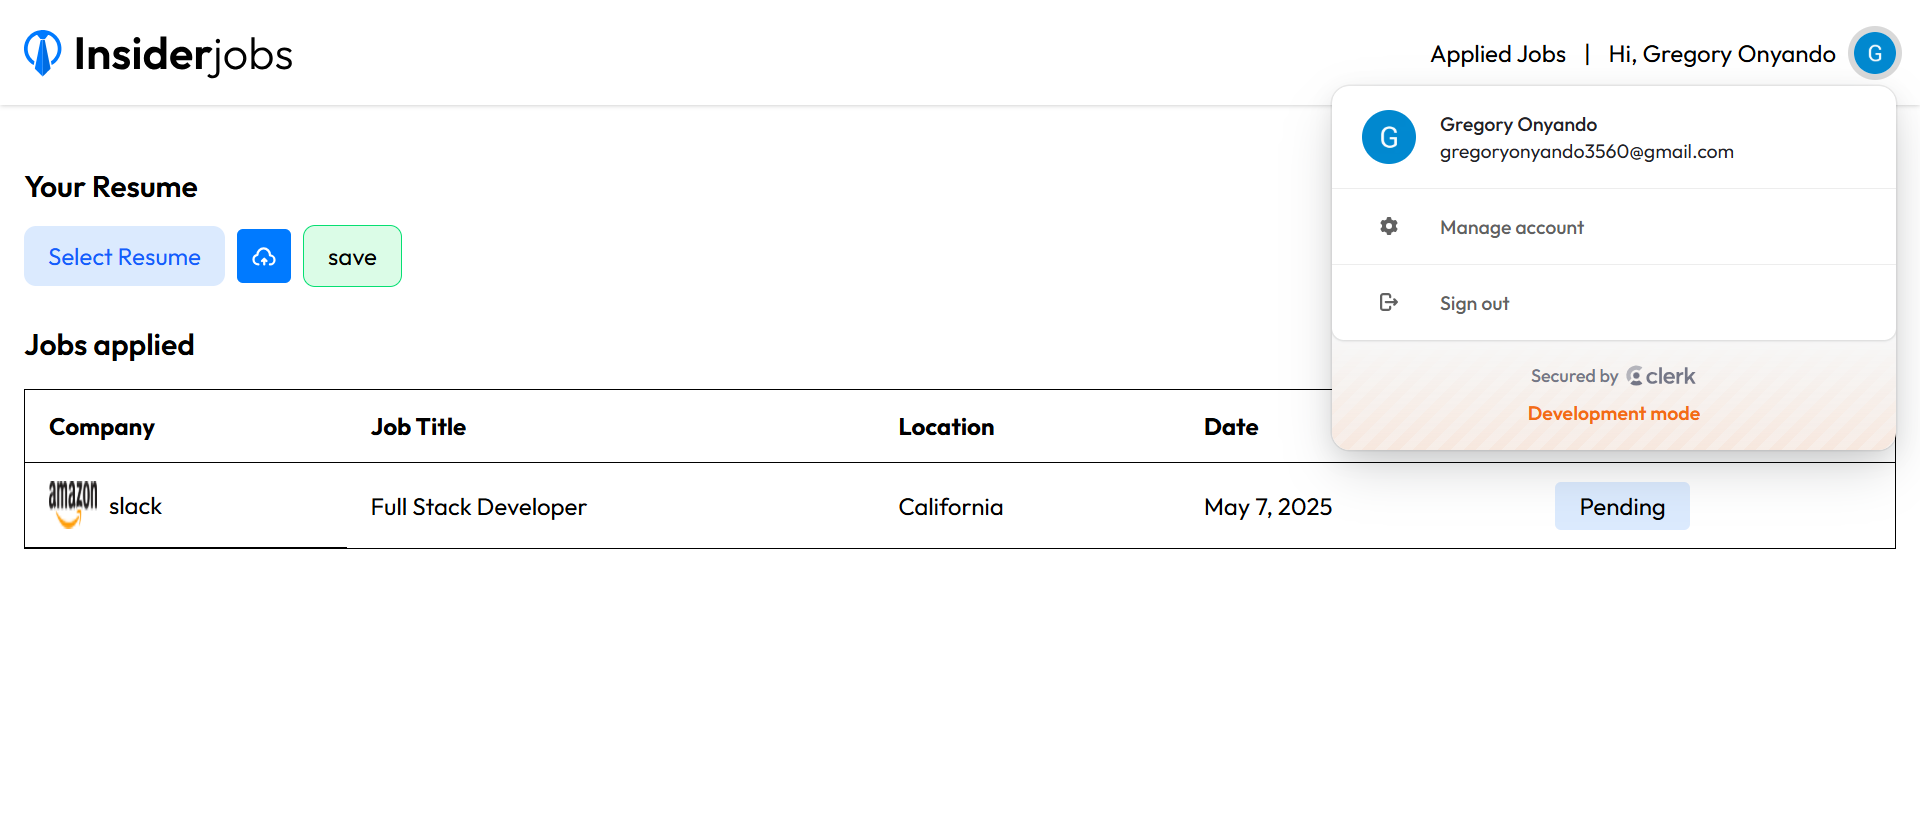 Insiderjobs
Applied Jobs | Hi, Gregory Onyando G
G
Gregory Onyando
gregoryonyando3560@gmail.com
Manage account
Sign out
Secured by clerk
Development mode
Your Resume
Select Resume save
Jobs applied
Company Job Title Location Date
amazon slack Full Stack Developer California May 7, 2025 Pending